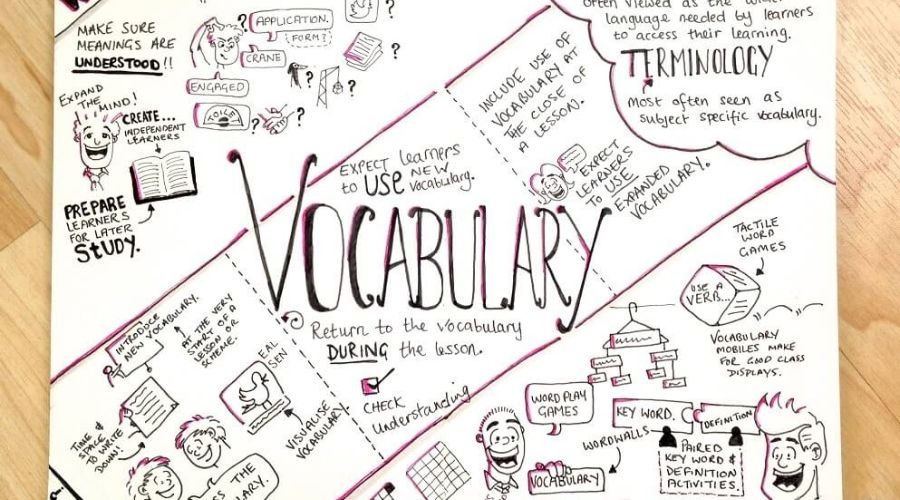 MAKE SURE
MEANINGS ARE
UNDERSTOOD!!
APPLICATION.
FORM?
CRANE
ENGAGED
TOILET
? ? ? ? ? ? ?
EXPAND
THE
MIND!
CREATE...
INDEPENDENT
LEARNERS
PREPARE
LEARNERS
FOR LATER
STUDY.
often viewed as the wider
language needed by learners
to access their learning.
TERMINOLOGY
Most often seen as
subject specific vocabulary.
INCLUDE USE OF
VOCABULARY AT
THE CLOSE OF
A LESSON.
EXPECT
LEARNERS
TO USE
EXPANDED
VOCABULARY.
EXPECT learners
to USE NEW
Vocabulary.
VOCABULARY
Return to the vocabulary
DURING the lesson.
CHECK
understanding
INTRODUCE
NEW VOCABULARY.
AT THE VERY
START OF A
LESSON OR
SCHEME.
EAL
SEN
VISUALISE
VOCABULARY.
TIME &
SPACE
TO WRITE
DOWN!
THE
VOCABULARY.
TACTILE
WORD
GAMES
USE A
VERB...
VOCABULARY
MOBILES MAKE
FOR GOOD CLASS
DISPLAYS.
WORD PLAY
GAMES
WORDWALLS
VOCABULARY
KEY WORD.
DEFINITION
PAIRED
KEY WORD &
DEFINITION
ACTIVITIES.